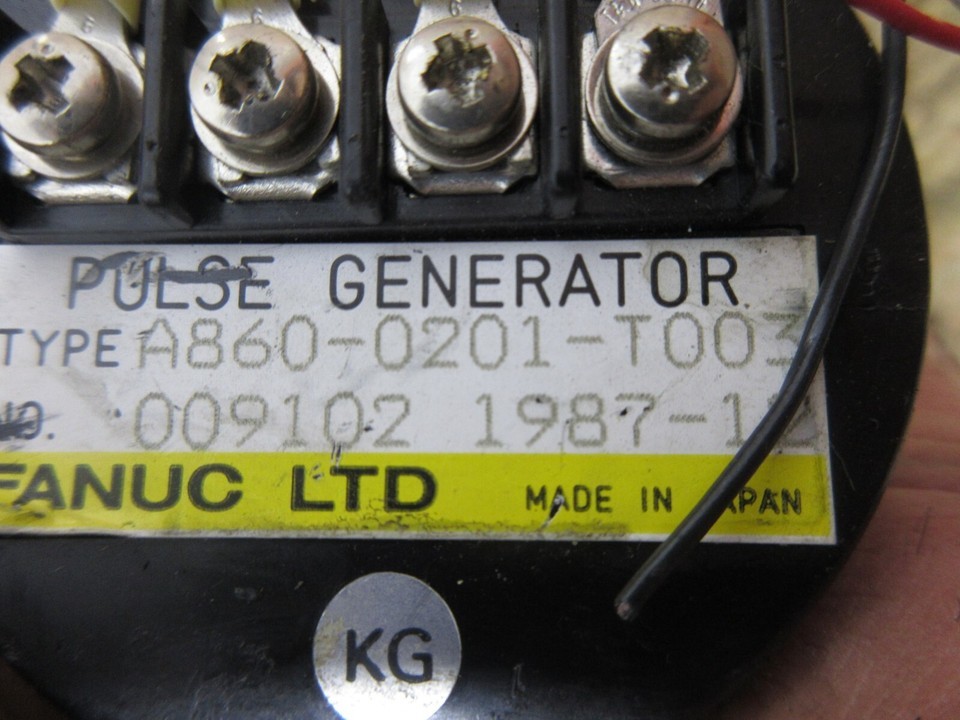 PULSE GENERATOR
TYPE A860-0201-T003
NO. 009102 1987-12
FANUC LTD MADE IN JAPAN
KG